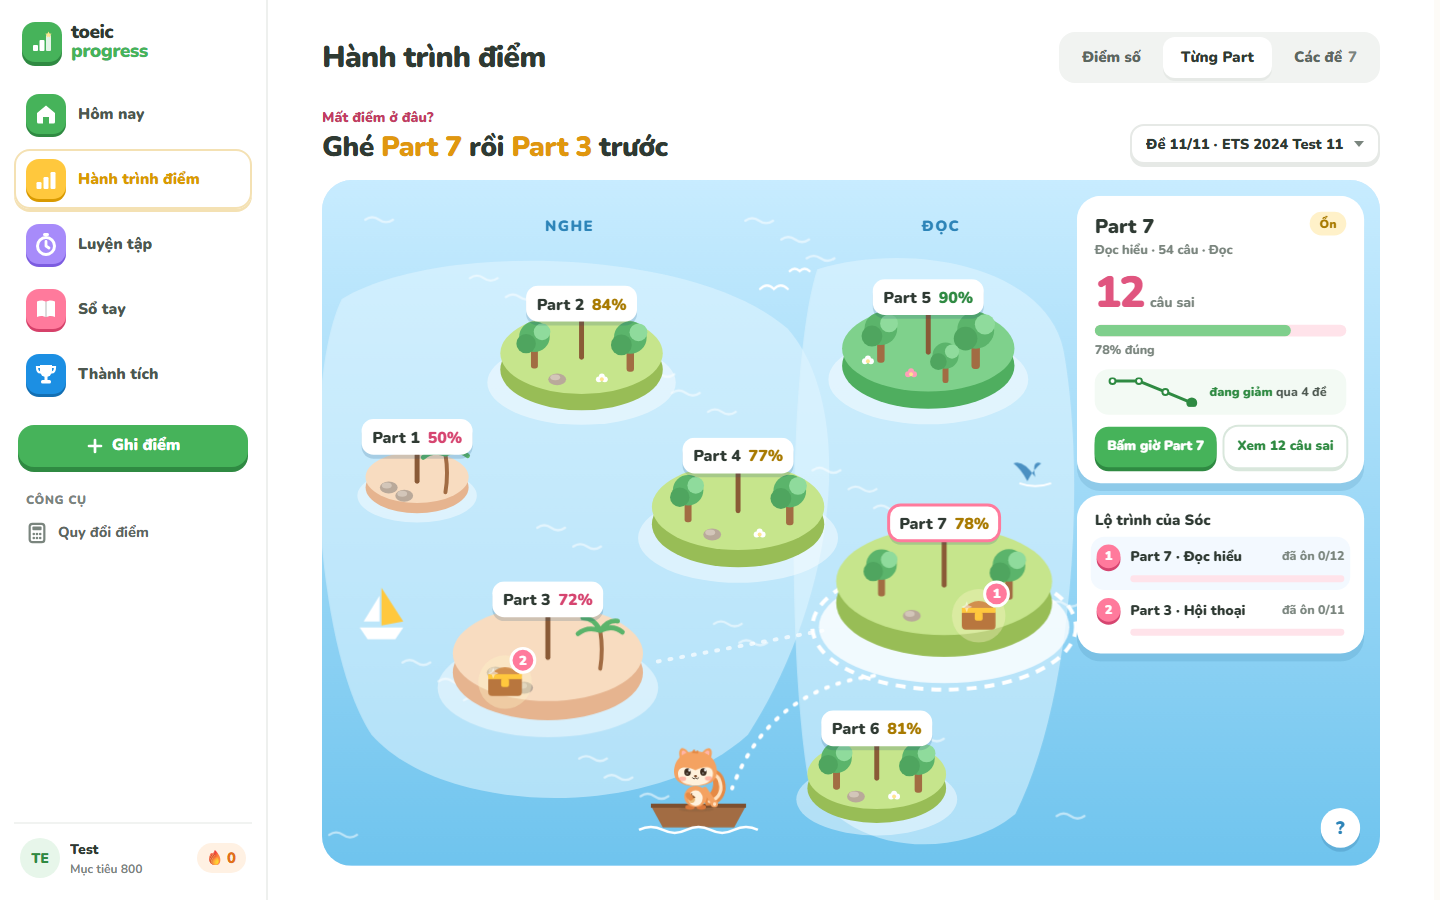 toeic
progress
Hôm nay
Hành trình điểm
Luyện tập
Sổ tay
Thành tích
+ Ghi điểm
CÔNG CỤ
Quy đổi điểm
TE
Test
Mục tiêu 800
0
Hành trình điểm
Điểm số
Từng Part
Các đề 7
Mất điểm ở đâu?
Ghé Part 7 rồi Part 3 trước
Đề 11/11 · ETS 2024 Test 11
NGHE
ĐỌC
Part 2 84%
Part 5 90%
Part 1 50%
Part 4 77%
Part 7 78%
1
Part 3 72%
2
Part 6 81%
Part 7
Ổn
Đọc hiểu · 54 câu · Đọc
12 câu sai
78% đúng
đang giảm qua 4 đề
Bấm giờ Part 7
Xem 12 câu sai
Lộ trình của Sóc
1 Part 7 · Đọc hiểu đã ôn 0/12
2 Part 3 · Hội thoại đã ôn 0/11
?